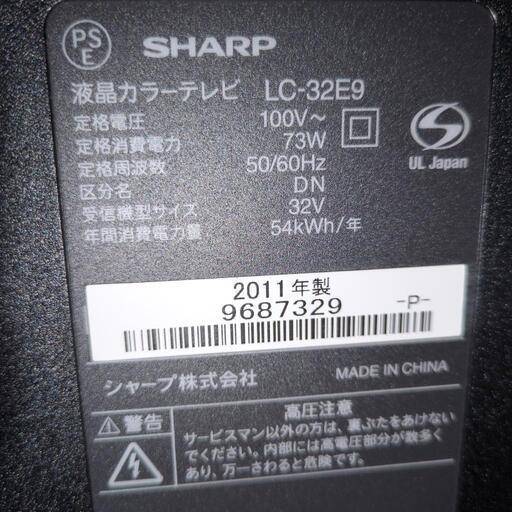 PS
E
SHARP
液晶カラーテレビ LC-32E9
定格電圧 100V～
定格消費電力 73W
定格周波数 50/60Hz
区分名 DN
受信機型サイズ 32V
年間消費電力量 54kWh/年
UL Japan
2011年製
9687329 -P-
シャープ株式会社 MADE IN CHINA
警告
高圧注意
サービスマン以外の方は、裏ぶたをあけない
でください。内部には高電圧部分が数多く
あり、万一さわると危険です。